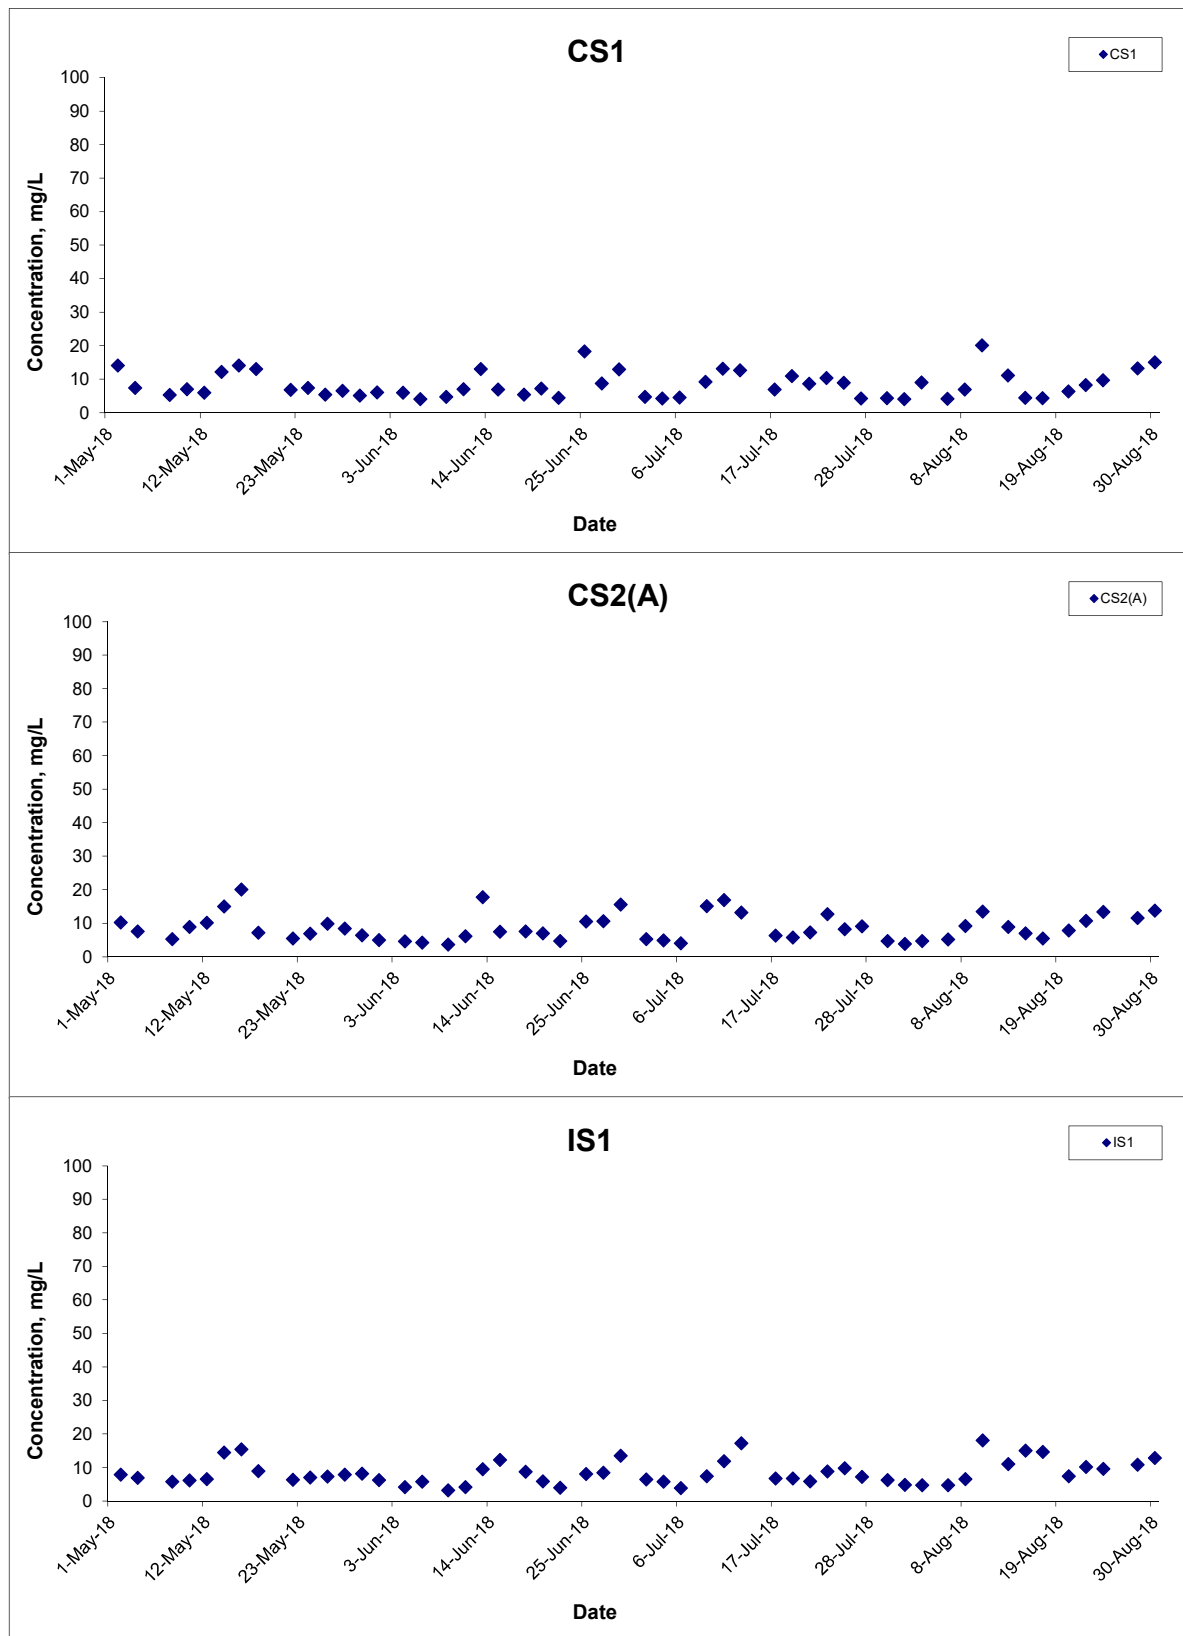 CS1
CS1
100
90
80
70
60
50
40
30
20
10
0
Concentration, mg/L
1-May-18
12-May-18
23-May-18
3-Jun-18
14-Jun-18
25-Jun-18
6-Jul-18
17-Jul-18
28-Jul-18
8-Aug-18
19-Aug-18
30-Aug-18
Date
CS2(A)
CS2(A)
100
90
80
70
60
50
40
30
20
10
0
Concentration, mg/L
1-May-18
12-May-18
23-May-18
3-Jun-18
14-Jun-18
25-Jun-18
6-Jul-18
17-Jul-18
28-Jul-18
8-Aug-18
19-Aug-18
30-Aug-18
Date
IS1
IS1
100
90
80
70
60
50
40
30
20
10
0
Concentration, mg/L
1-May-18
12-May-18
23-May-18
3-Jun-18
14-Jun-18
25-Jun-18
6-Jul-18
17-Jul-18
28-Jul-18
8-Aug-18
19-Aug-18
30-Aug-18
Date